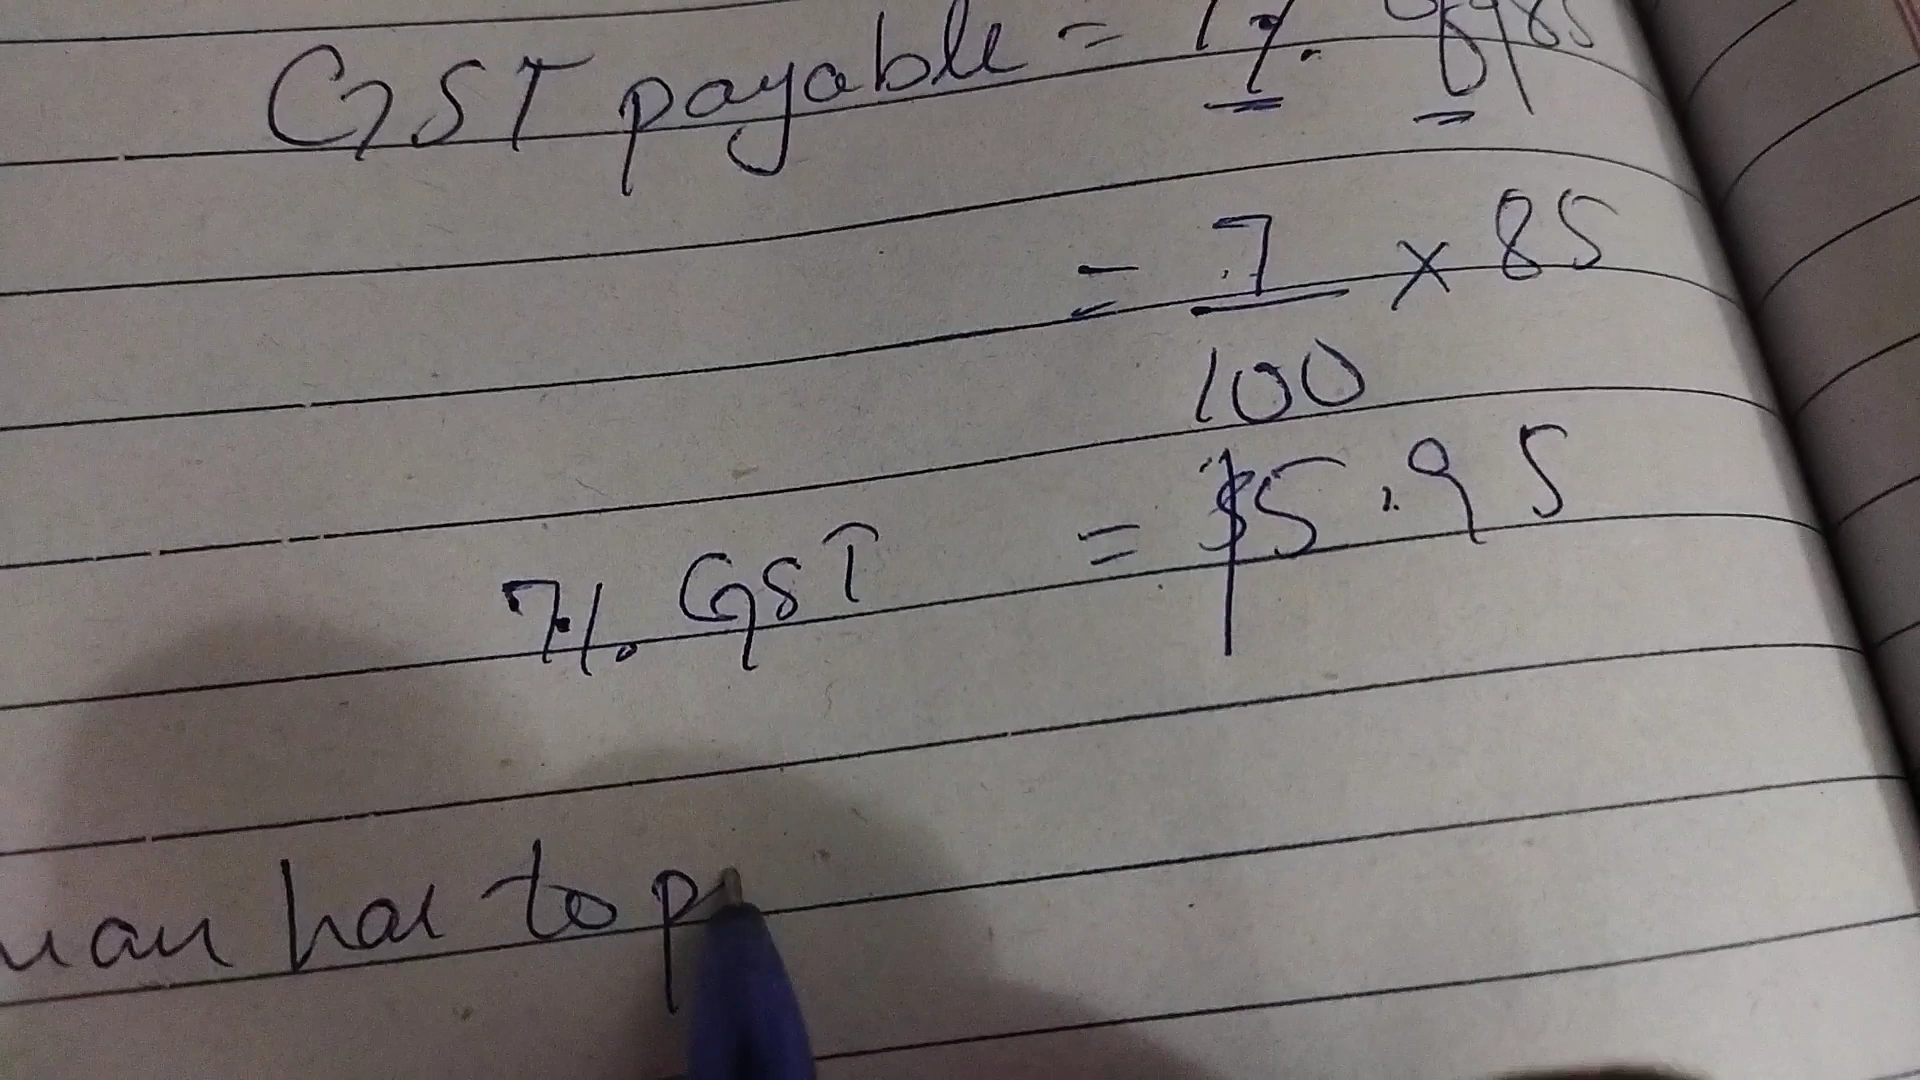 GST payable = 7% of $85
= 7/100 × 85
7% GST = $5.95
man has to p